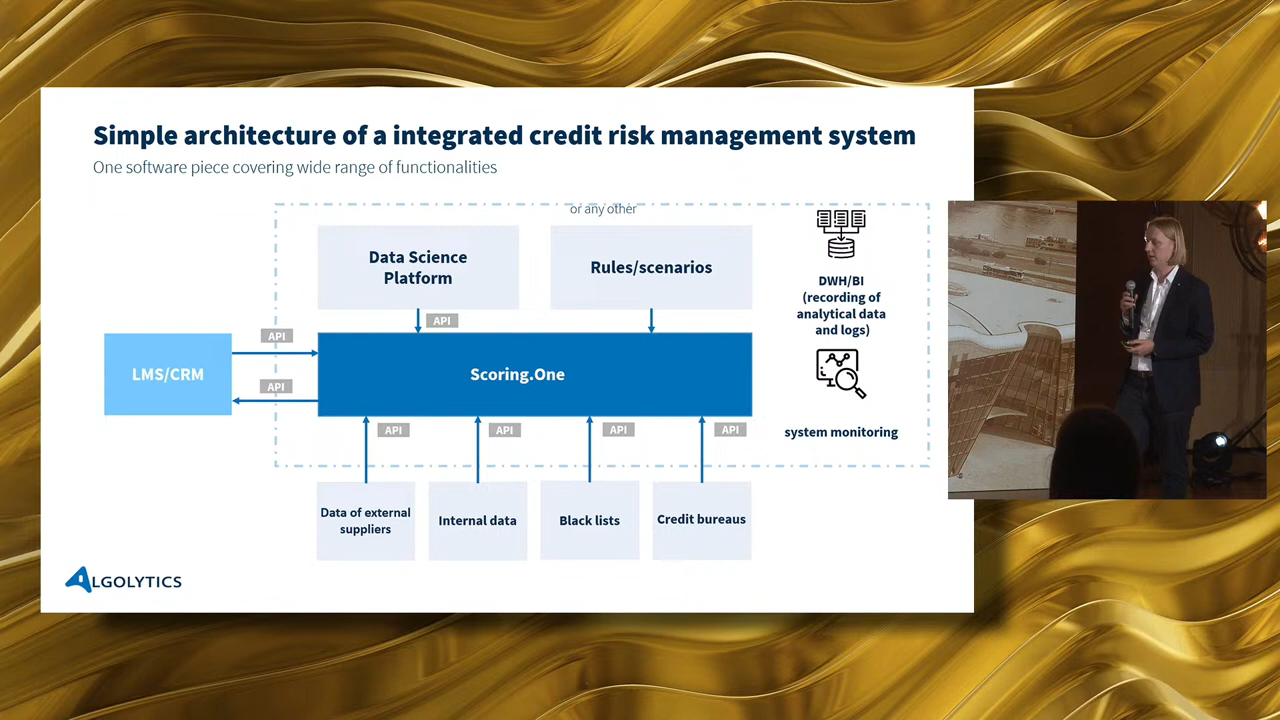 Simple architecture of a integrated credit risk management system
One software piece covering wide range of functionalities
or any other
Data Science
Platform
Rules/scenarios
DWH/BI
(recording of
analytical data
and logs)
API
API
LMS/CRM
Scoring.One
API
system monitoring
API
API
API
API
Data of external
suppliers
Internal data
Black lists
Credit bureaus
ALGOLYTICS